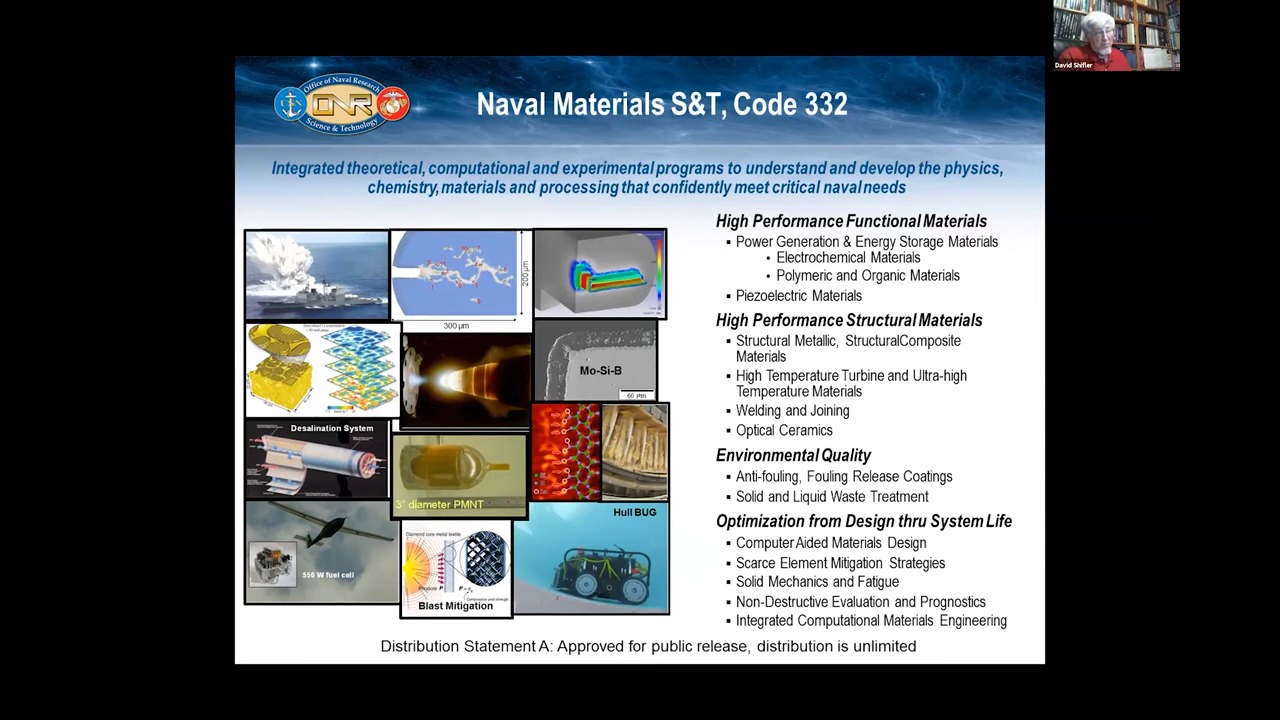 David Shifler
Office of Naval Research
ONR
Science & Technology
Naval Materials S&T, Code 332
Integrated theoretical, computational and experimental programs to understand and develop the physics,
chemistry, materials and processing that confidently meet critical naval needs
200 µm
300 µm
Mo-Si-B
60 µm
Desalination System
3" diameter PMNT
Hull BUG
550 W fuel cell
Diamond core metal textile
Blast Mitigation
High Performance Functional Materials
▪ Power Generation & Energy Storage Materials
• Electrochemical Materials
• Polymeric and Organic Materials
▪ Piezoelectric Materials
High Performance Structural Materials
▪ Structural Metallic, StructuralComposite
Materials
▪ High Temperature Turbine and Ultra-high
Temperature Materials
▪ Welding and Joining
▪ Optical Ceramics
Environmental Quality
▪ Anti-fouling, Fouling Release Coatings
▪ Solid and Liquid Waste Treatment
Optimization from Design thru System Life
▪ Computer Aided Materials Design
▪ Scarce Element Mitigation Strategies
▪ Solid Mechanics and Fatigue
▪ Non-Destructive Evaluation and Prognostics
▪ Integrated Computational Materials Engineering
Distribution Statement A: Approved for public release, distribution is unlimited